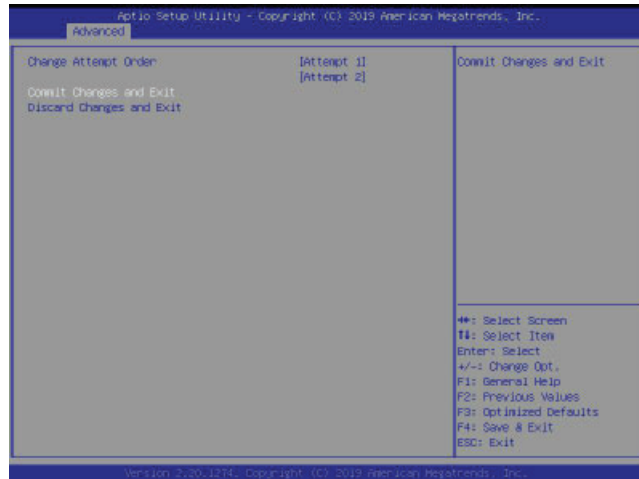 Aptio Setup Utility - Copyright (C) 2019 American Megatrends, Inc.
Advanced
Change Attempt Order [Attempt 1]
[Attempt 2]
Commit Changes and Exit
Discard Changes and Exit
Commit Changes and Exit
→←: Select Screen
↑↓: Select Item
Enter: Select
+/-: Change Opt.
F1: General Help
F2: Previous Values
F3: Optimized Defaults
F4: Save & Exit
ESC: Exit
Version 2.20.1274. Copyright (C) 2019 American Megatrends, Inc.